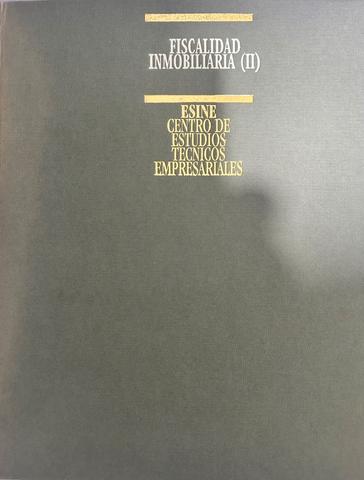 FISCALIDAD
INMOBILIARIA (II)
ESINE
CENTRO DE
ESTUDIOS
TECNICOS
EMPRESARIALES